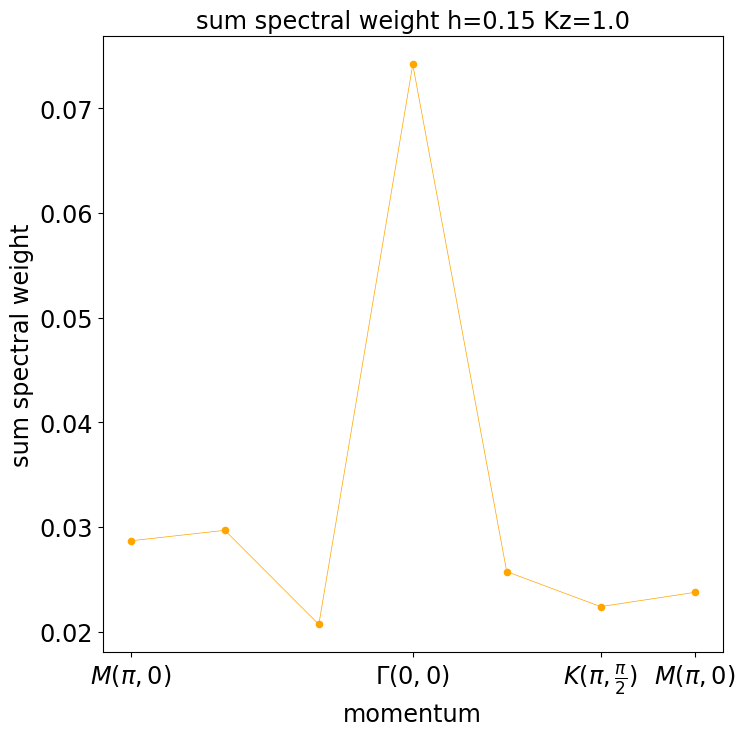 sum spectral weight h=0.15 Kz=1.0
sum spectral weight
0.07
0.06
0.05
0.04
0.03
0.02
M(π, 0)
Γ(0, 0)
K(π, π/2)
M(π, 0)
momentum